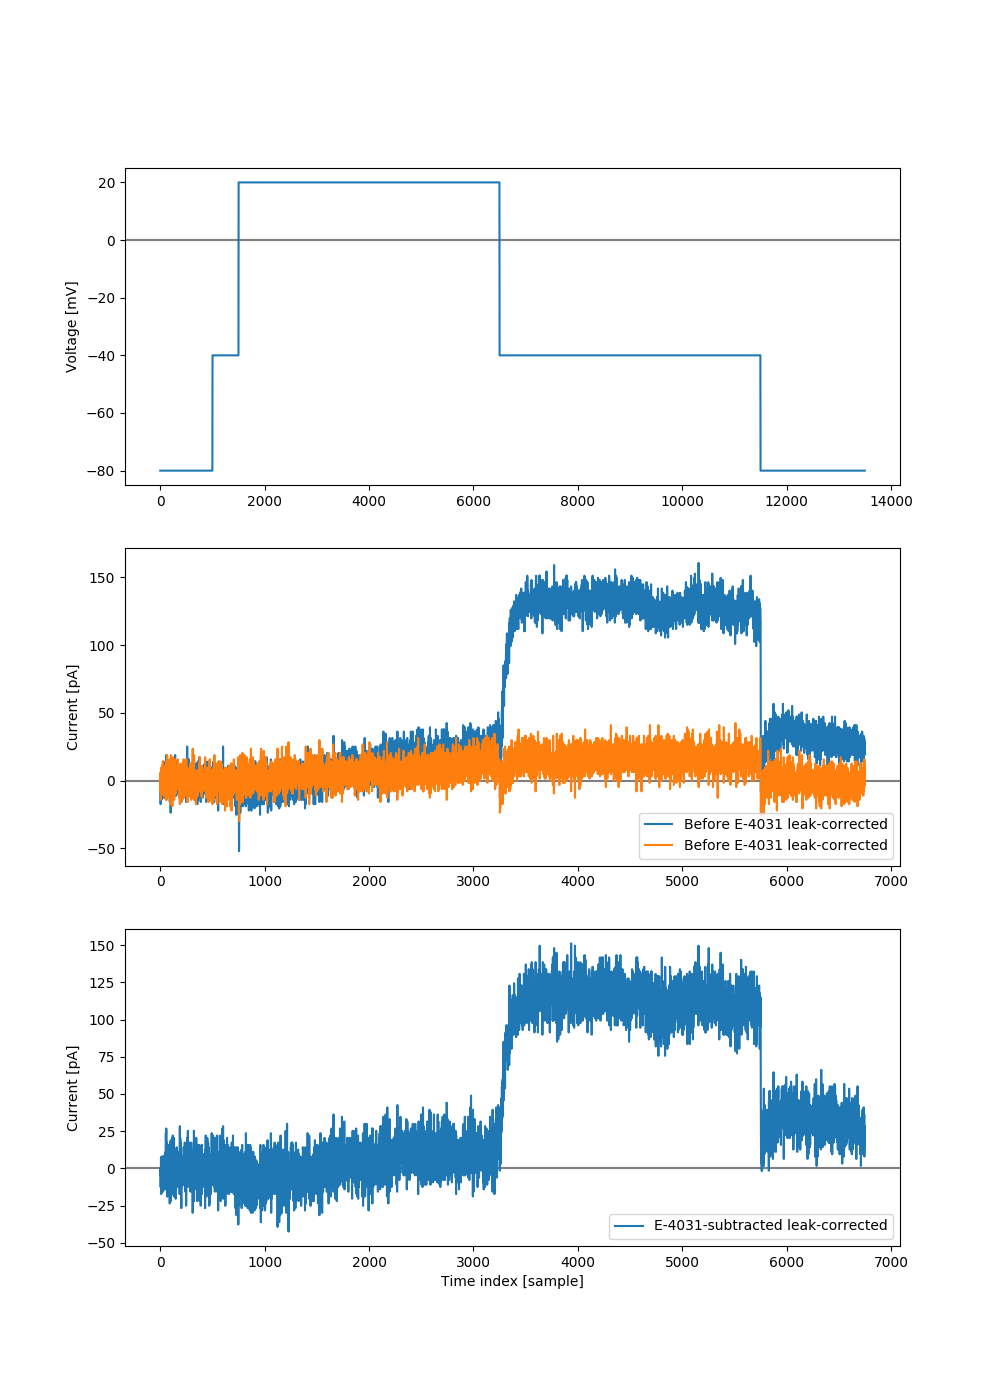 Voltage [mV]
20
0
−20
−40
−60
−80
0 2000 4000 6000 8000 10000 12000 14000
Current [pA]
150
100
50
0
−50
Before E-4031 leak-corrected
Before E-4031 leak-corrected
0 1000 2000 3000 4000 5000 6000 7000
Current [pA]
150
125
100
75
50
25
0
−25
−50
E-4031-subtracted leak-corrected
0 1000 2000 3000 4000 5000 6000 7000
Time index [sample]